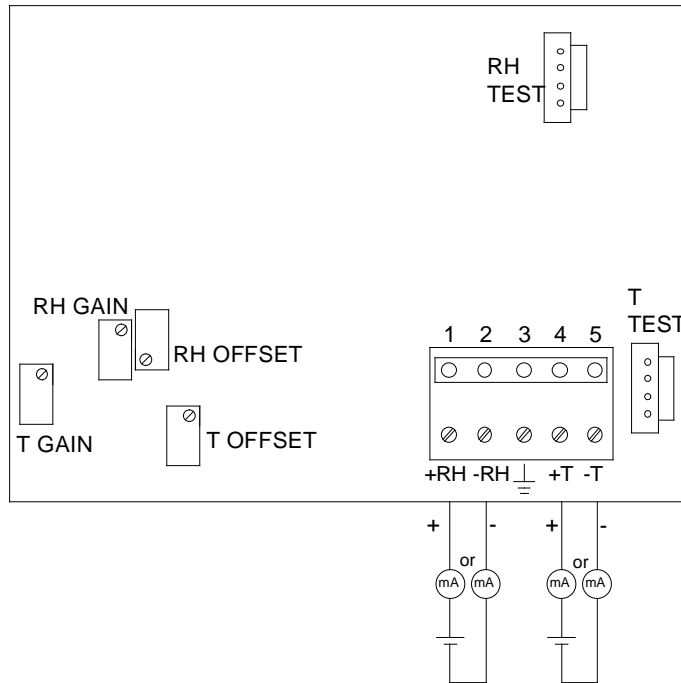 RH
TEST
RH GAIN
RH OFFSET
T GAIN
T OFFSET
T
TEST
1 2 3 4 5
+RH -RH +T -T
+ - + -
or or
mA mA mA mA